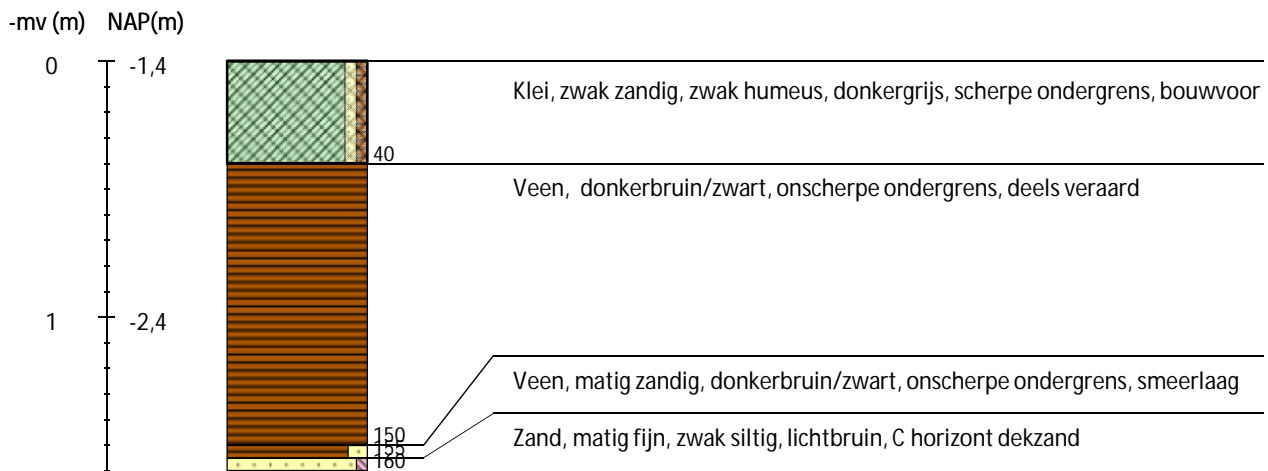 -mv (m) NAP(m)
0 -1,4
Klei, zwak zandig, zwak humeus, donkergrijs, scherpe ondergrens, bouwvoor
40
Veen, donkerbruin/zwart, onscherpe ondergrens, deels veraard
1 -2,4
Veen, matig zandig, donkerbruin/zwart, onscherpe ondergrens, smeerlaag
150
155
Zand, matig fijn, zwak siltig, lichtbruin, C horizont dekzand
160